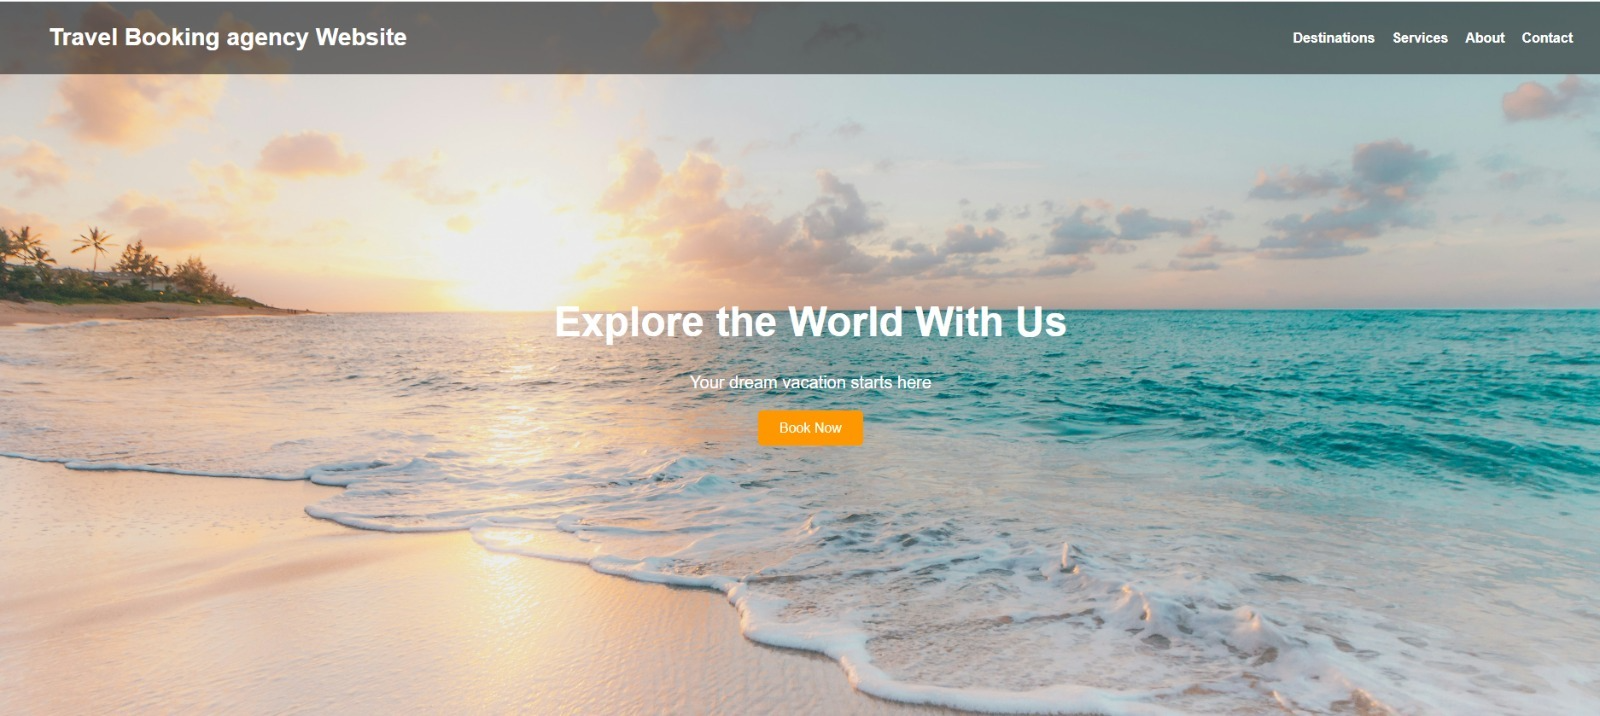 Travel Booking agency Website
Destinations Services About Contact
Explore the World With Us
Your dream vacation starts here
Book Now